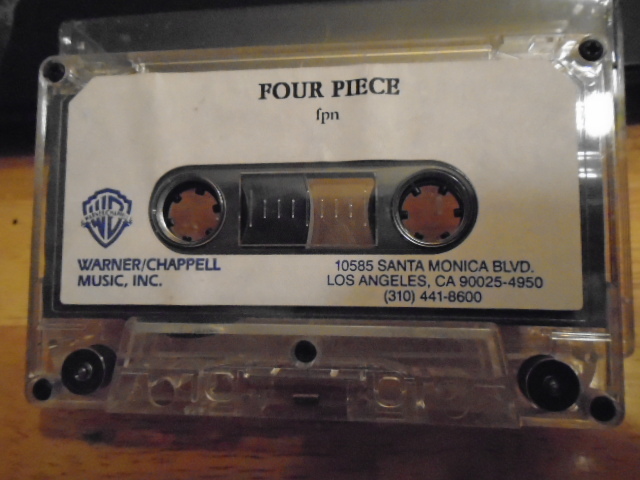 FOUR PIECE
fpn
WARNER/CHAPPELL
MUSIC, INC.
10585 SANTA MONICA BLVD.
LOS ANGELES, CA 90025-4950
(310) 441-8600